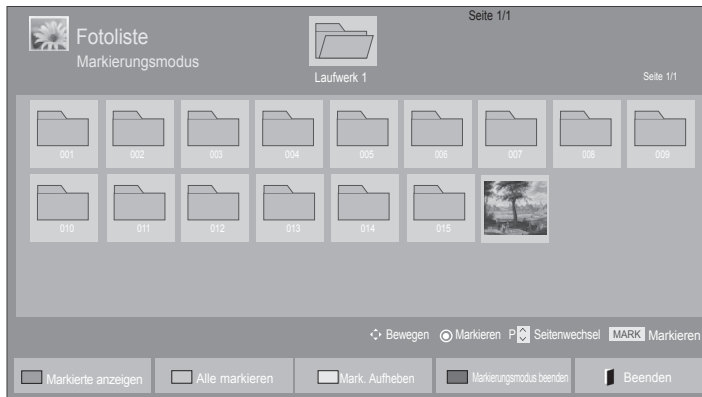 Seite 1/1
Fotoliste
Markierungsmodus
Laufwerk 1
Seite 1/1
001 002 003 004 005 006 007 008 009
010 011 012 013 014 015
Bewegen Markieren P Seitenwechsel MARK Markieren
Markierte anzeigen Alle markieren Mark. Aufheben Markierungsmodus beenden Beenden